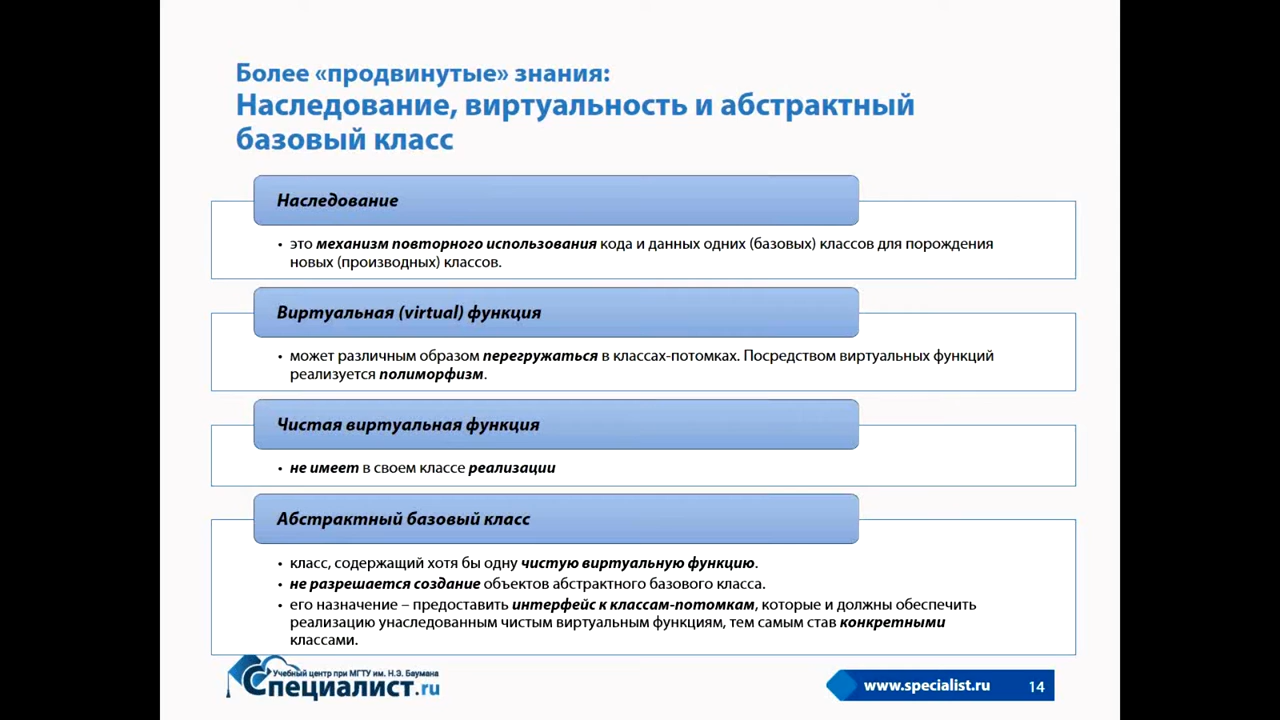 Более «продвинутые» знания:
Наследование, виртуальность и абстрактный
базовый класс
Наследование
• это механизм повторного использования кода и данных одних (базовых) классов для порождения
новых (производных) классов.
Виртуальная (virtual) функция
• может различным образом перегружаться в классах-потомках. Посредством виртуальных функций
реализуется полиморфизм.
Чистая виртуальная функция
• не имеет в своем классе реализации
Абстрактный базовый класс
• класс, содержащий хотя бы одну чистую виртуальную функцию.
• не разрешается создание объектов абстрактного базового класса.
• его назначение – предоставить интерфейс к классам-потомкам, которые и должны обеспечить
реализацию унаследованным чистым виртуальным функциям, тем самым став конкретными
классами.
Учебный центр при МГТУ им. Н.Э. Баумана
Специалист.ru
www.specialist.ru 14